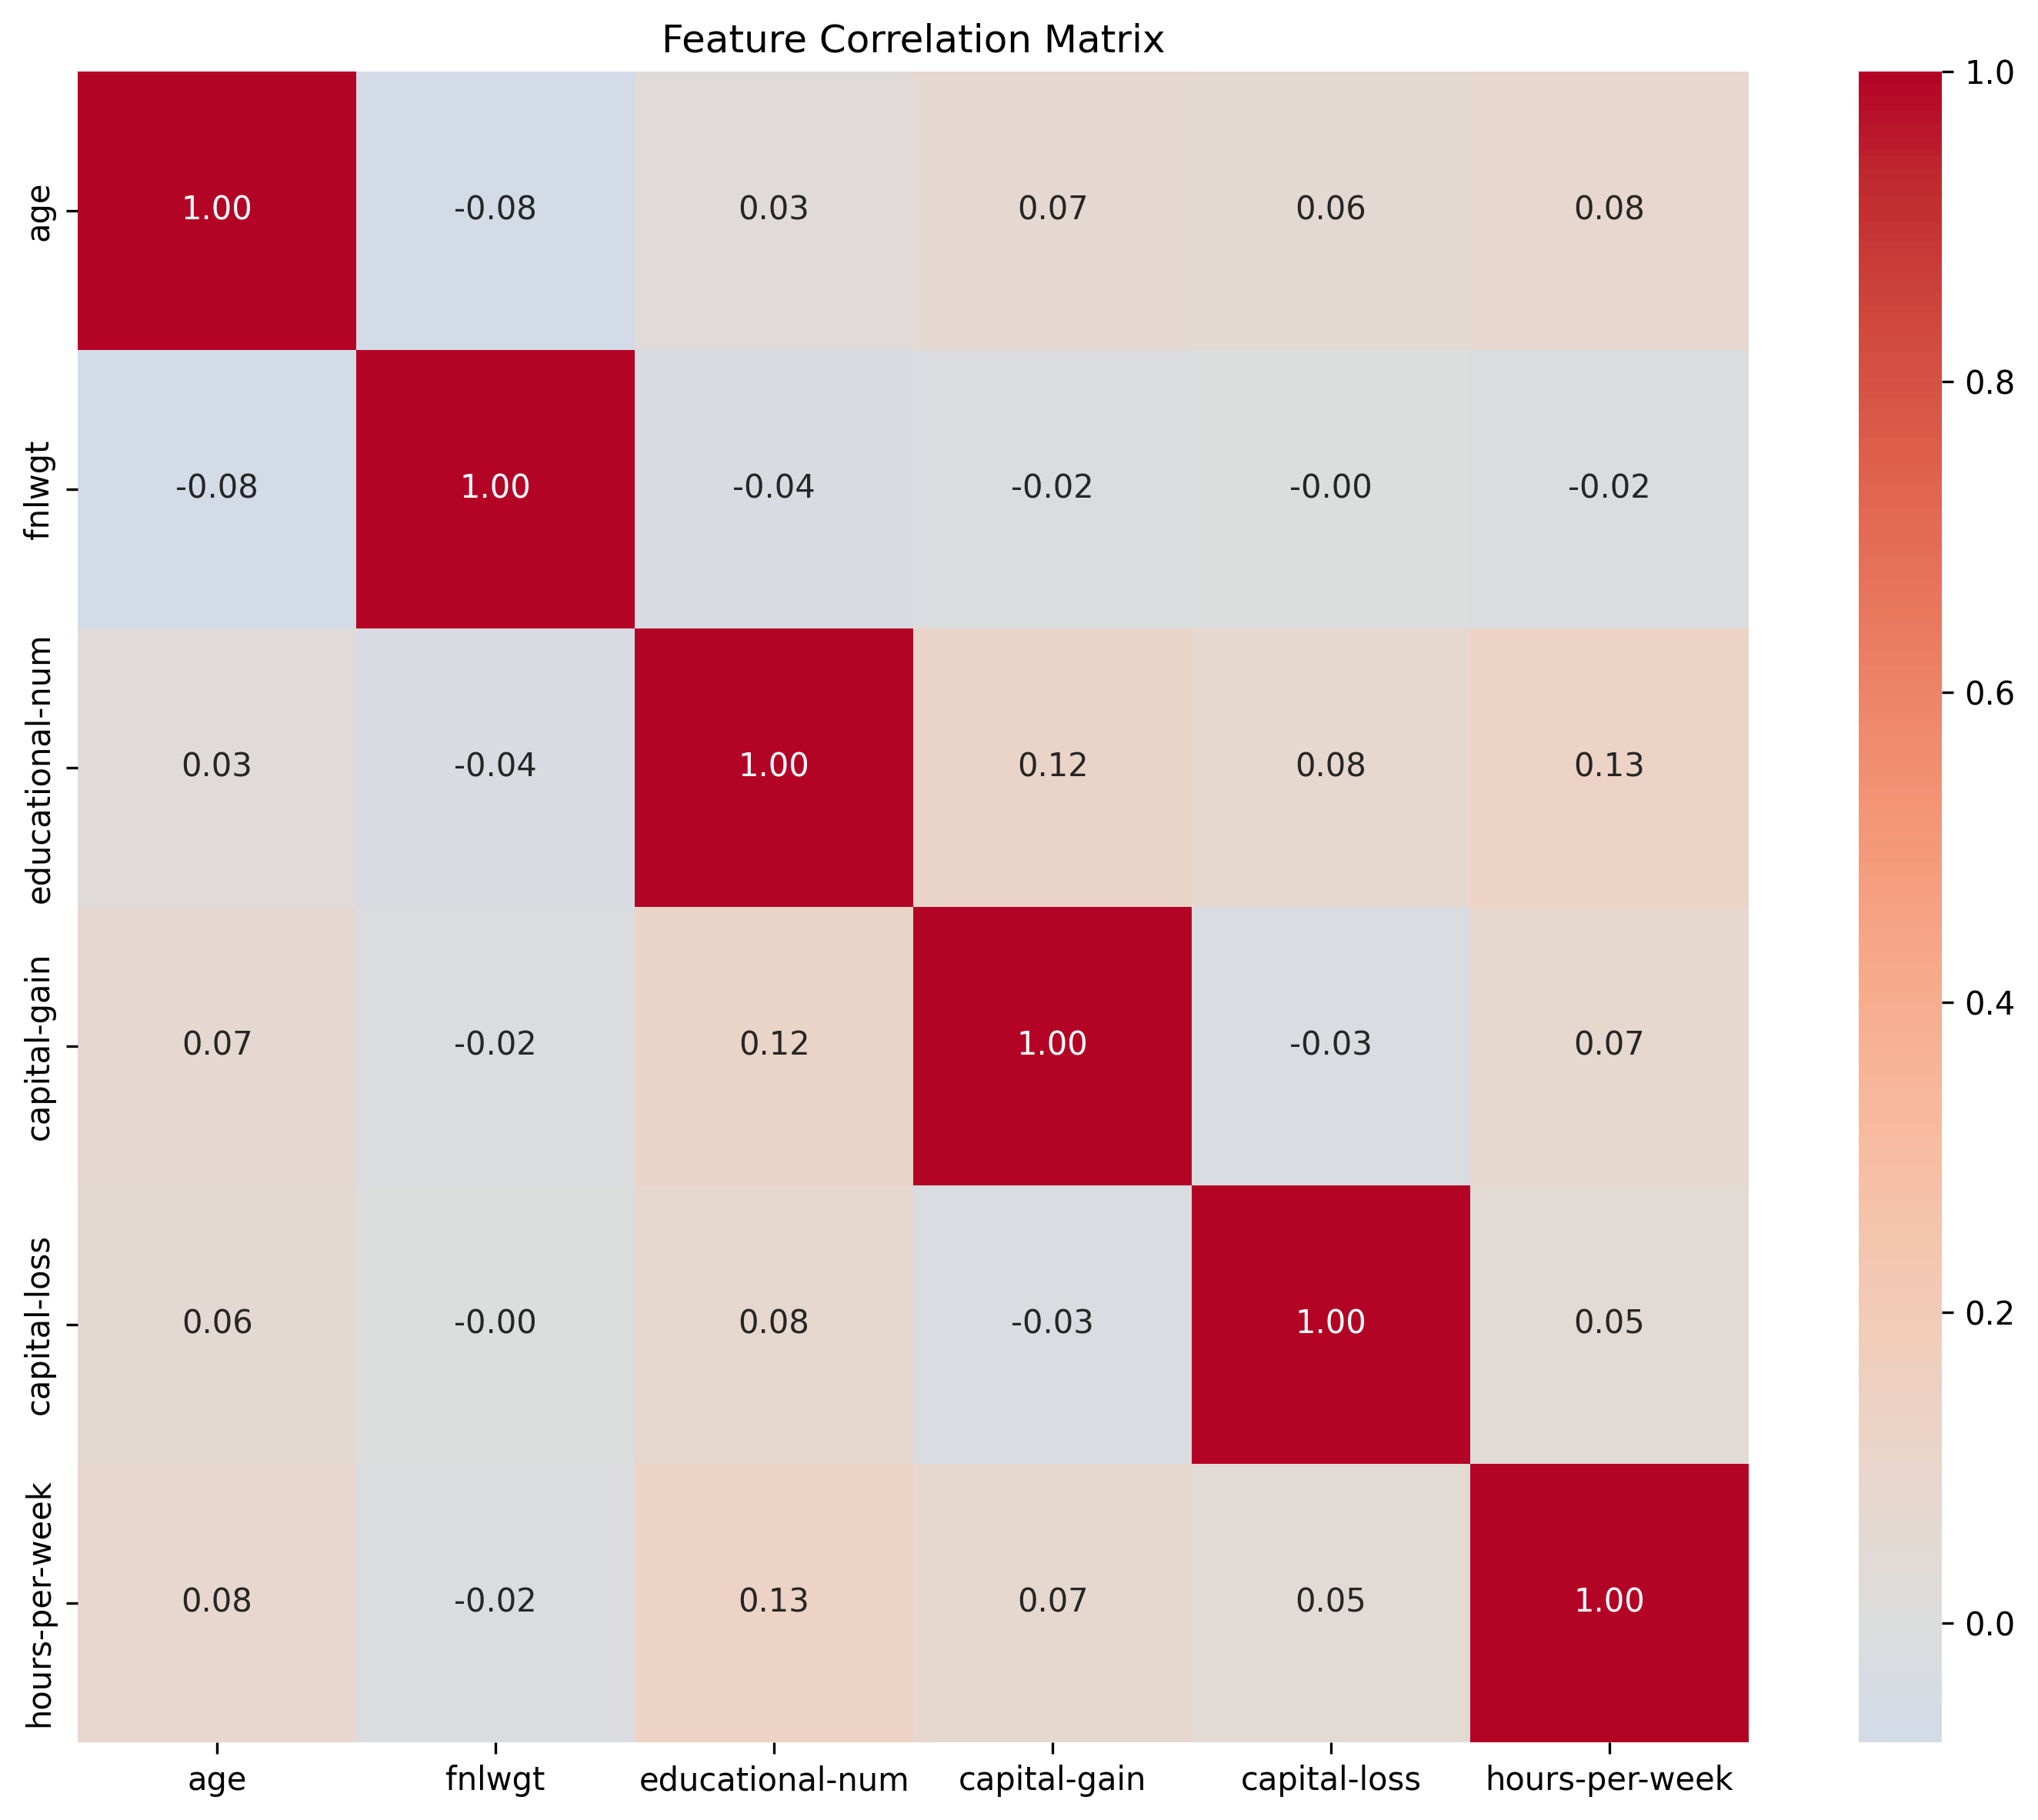 Feature Correlation Matrix
age 1.00 -0.08 0.03 0.07 0.06 0.08
fnlwgt -0.08 1.00 -0.04 -0.02 -0.00 -0.02
educational-num 0.03 -0.04 1.00 0.12 0.08 0.13
capital-gain 0.07 -0.02 0.12 1.00 -0.03 0.07
capital-loss 0.06 -0.00 0.08 -0.03 1.00 0.05
hours-per-week 0.08 -0.02 0.13 0.07 0.05 1.00
age fnlwgt educational-num capital-gain capital-loss hours-per-week
1.0
0.8
0.6
0.4
0.2
0.0